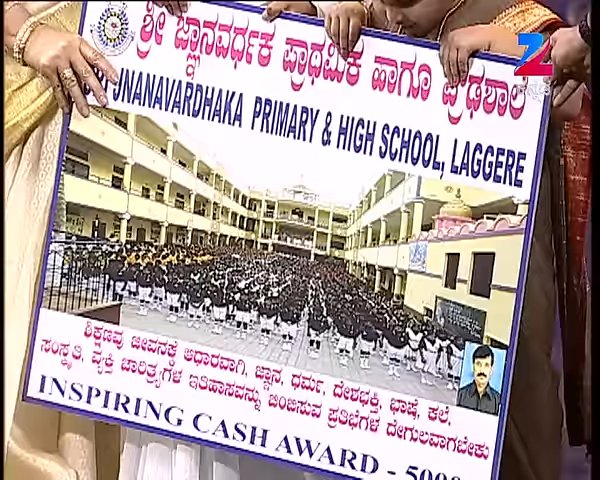 ಶ್ರೀ ಜ್ಞಾನವರ್ಧಕ ಪ್ರಾಥಮಿಕ ಹಾಗೂ ಪ್ರೌಢಶಾಲೆ
JNANAVARDHAKA PRIMARY & HIGH SCHOOL, LAGGERE
ಶಿಕ್ಷಣವು ಜೀವನಕ್ಕೆ ಆಧಾರವಾಗಿ, ಜ್ಞಾನ, ಧರ್ಮ, ದೇಶಭಕ್ತಿ, ಭಾಷೆ, ಕಲೆ,
ಸಂಸ್ಕೃತಿ, ವ್ಯಕ್ತಿ ಚಾರಿತ್ರ್ಯಗಳ ಇತಿಹಾಸವನ್ನು ಬಿಂಬಿಸುವ ಪ್ರತಿಭೆಗಳ ದೇಗುಲವಾಗಬೇಕು
INSPIRING CASH AWARD -